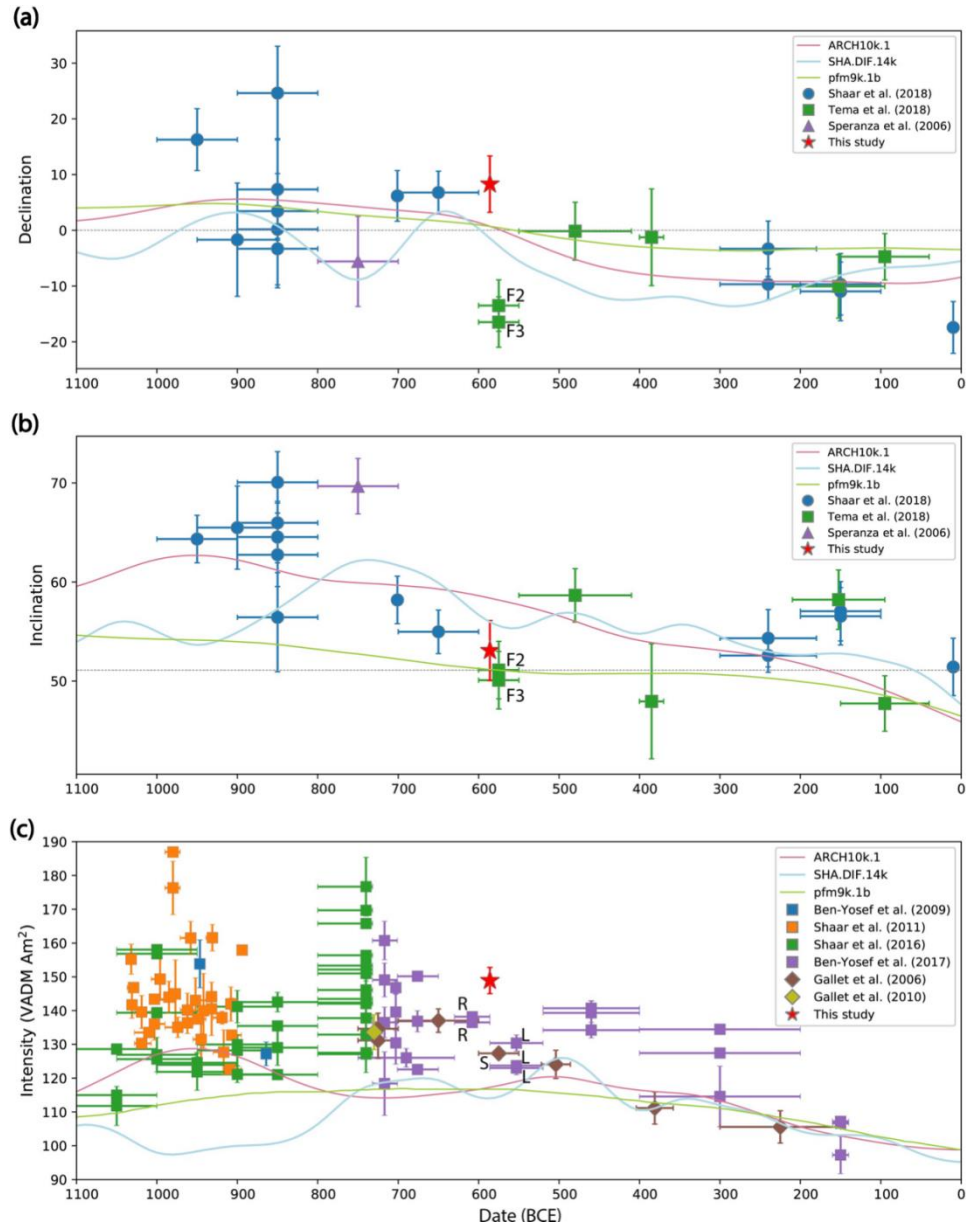 (a)
Declination
30
20
10
0
−10
−20
ARCH10k.1
SHA.DIF.14k
pfm9k.1b
Shaar et al. (2018)
Tema et al. (2018)
Speranza et al. (2006)
This study
F2
F3
1100 1000 900 800 700 600 500 400 300 200 100 0
(b)
Inclination
70
60
50
ARCH10k.1
SHA.DIF.14k
pfm9k.1b
Shaar et al. (2018)
Tema et al. (2018)
Speranza et al. (2006)
This study
F2
F3
1100 1000 900 800 700 600 500 400 300 200 100 0
(c)
Intensity (VADM Am²)
190
180
170
160
150
140
130
120
110
100
90
ARCH10k.1
SHA.DIF.14k
pfm9k.1b
Ben-Yosef et al. (2009)
Shaar et al. (2011)
Shaar et al. (2016)
Ben-Yosef et al. (2017)
Gallet et al. (2006)
Gallet et al. (2010)
This study
R
R
L
S L
L
1100 1000 900 800 700 600 500 400 300 200 100 0
Date (BCE)